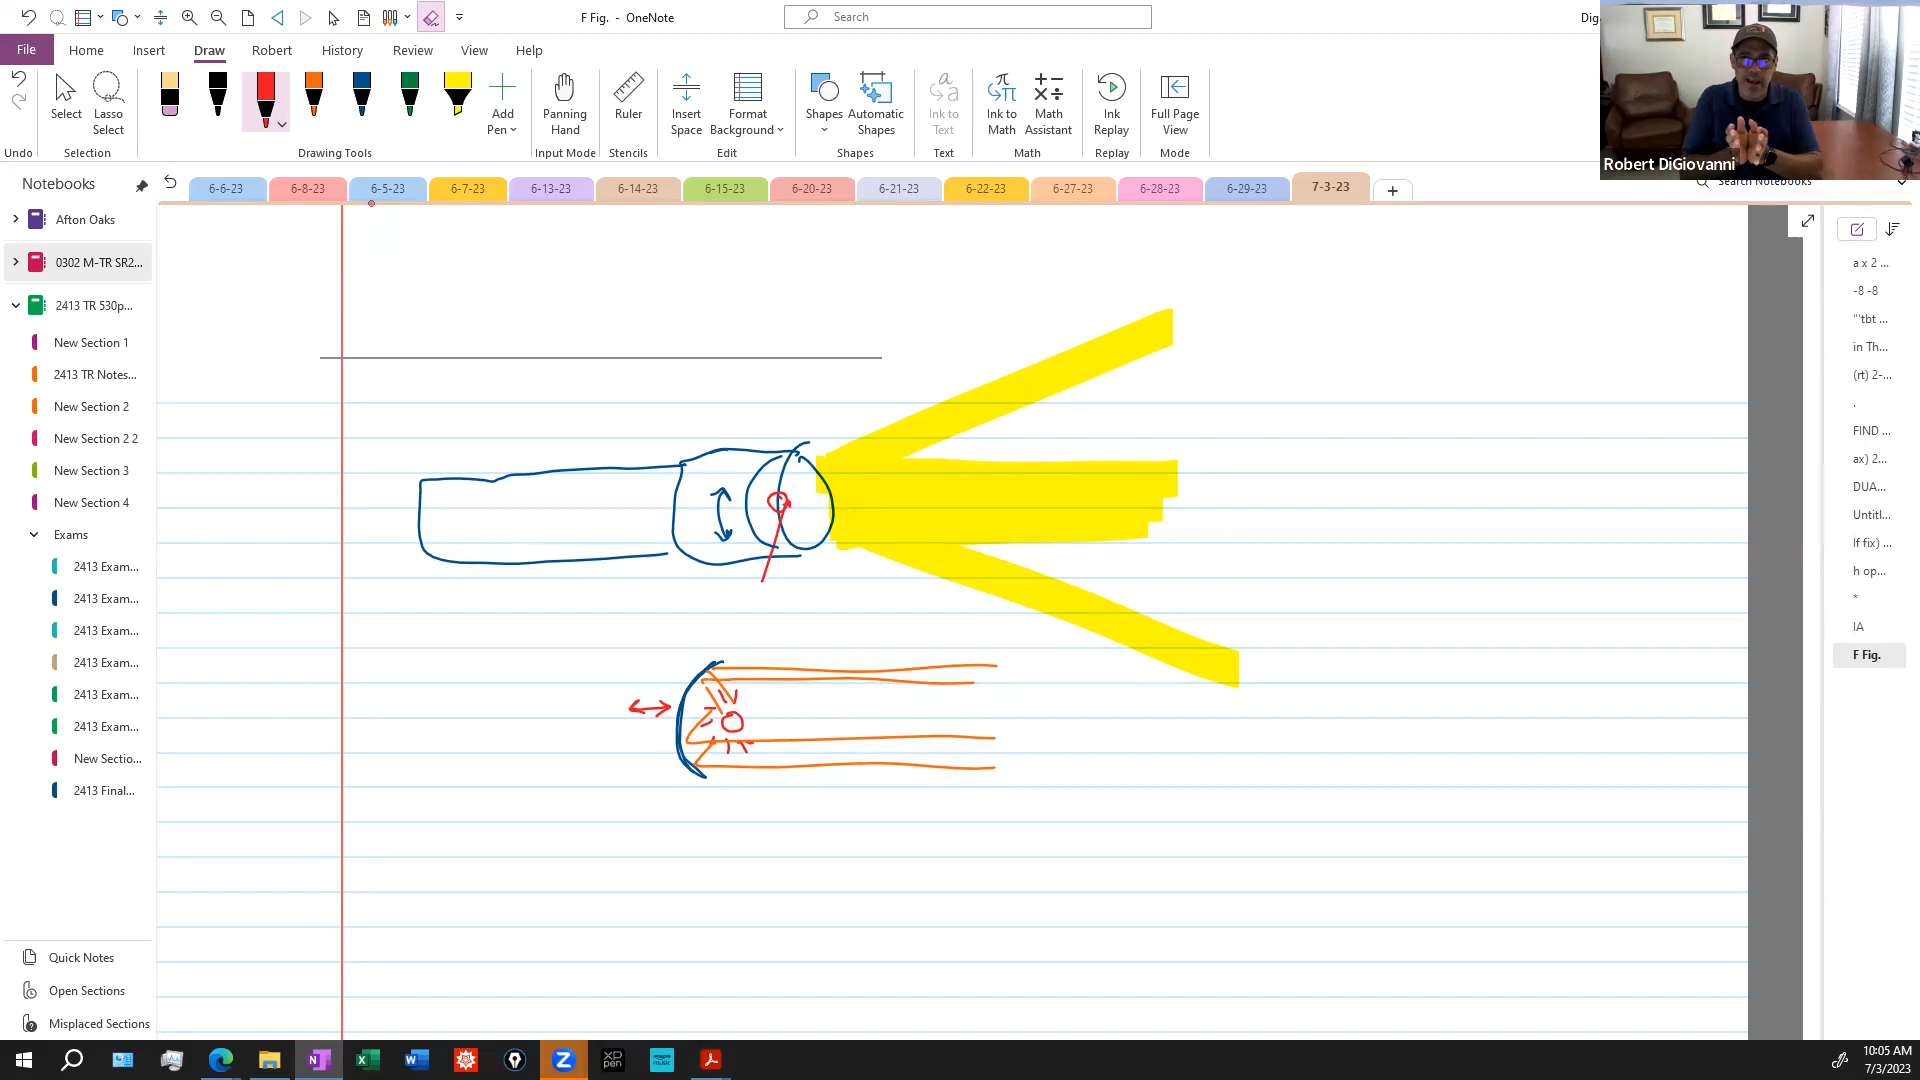 F Fig. - OneNote
Search
Dig
File
Home
Insert
Draw
Robert
History
Review
View
Help
Select
Lasso Select
Add Pen
Panning Hand
Ruler
Insert Space
Format Background
Shapes
Automatic Shapes
Ink to Text
Ink to Math
Math Assistant
Ink Replay
Full Page View
Undo
Selection
Drawing Tools
Input Mode
Stencils
Edit
Shapes
Text
Math
Replay
Mode
Robert DiGiovanni
Notebooks
6-6-23
6-8-23
6-5-23
6-7-23
6-13-23
6-14-23
6-15-23
6-20-23
6-21-23
6-22-23
6-27-23
6-28-23
6-29-23
7-3-23
+
Search Notebooks
Afton Oaks
0302 M-TR SR2...
2413 TR 530p...
New Section 1
2413 TR Notes...
New Section 2
New Section 2 2
New Section 3
New Section 4
Exams
2413 Exam...
2413 Exam...
2413 Exam...
2413 Exam...
2413 Exam...
2413 Exam...
New Sectio...
2413 Final...
Quick Notes
Open Sections
Misplaced Sections
a x 2 ...
-8 -8
"'tbt ...
in Th...
(rt) 2-...
.
FIND ...
ax) 2...
DUA...
Untitl...
If fix) ...
h op...
*
IA
F Fig.
XP pen
amazon music
10:05 AM
7/3/2023